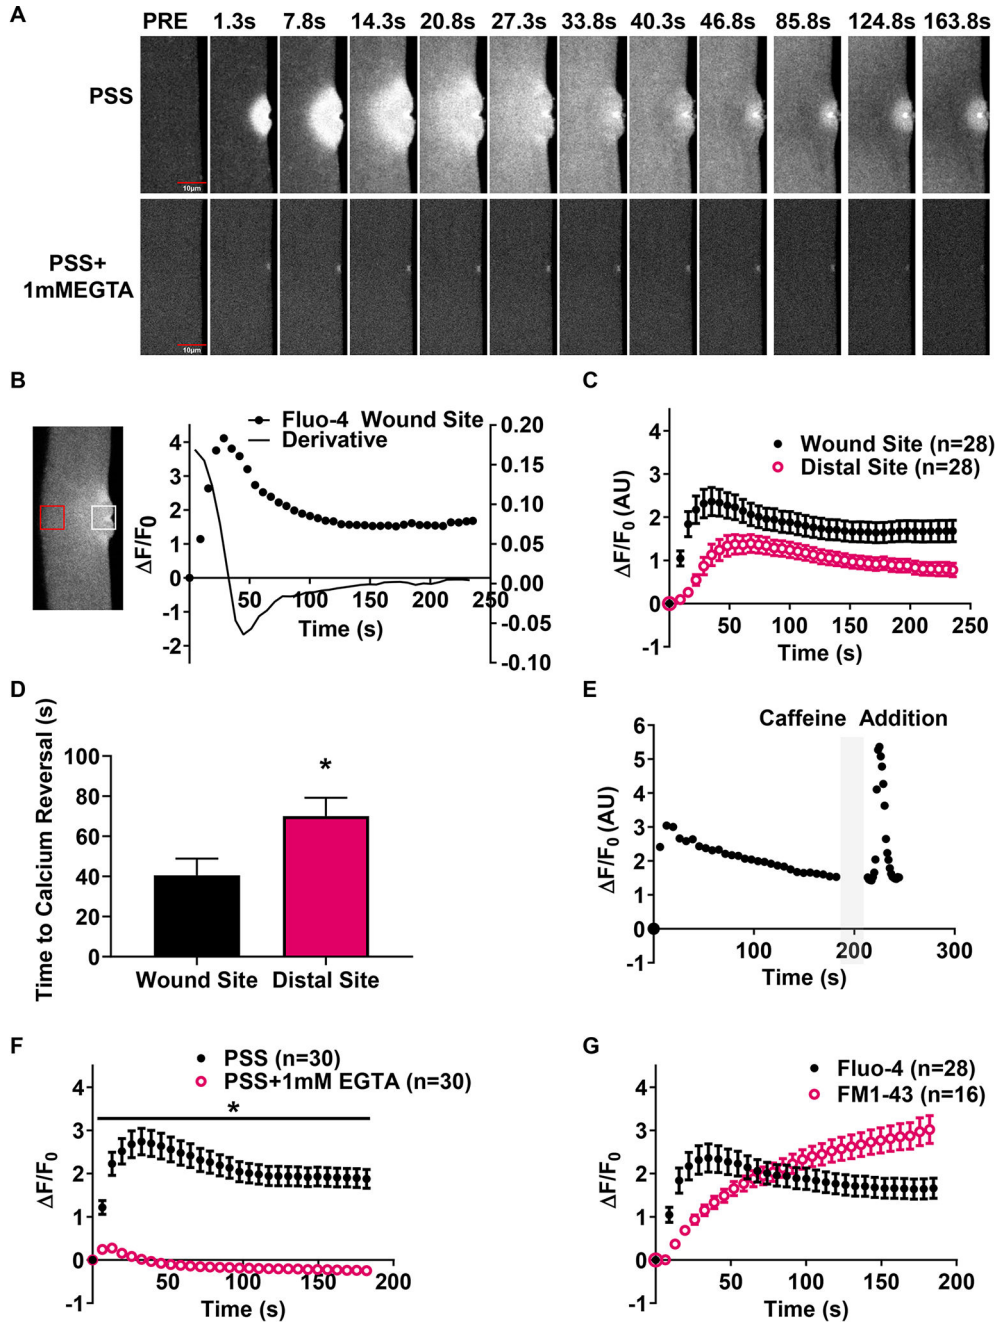 A
PRE 1.3s 7.8s 14.3s 20.8s 27.3s 33.8s 40.3s 46.8s 85.8s 124.8s 163.8s
PSS
10µm
PSS+
1mMEGTA
10µm
B
Fluo-4 Wound Site
Derivative
ΔF/F0
4
3
2
1
0
-1
-2
50 100 150 200 250
Time (s)
0.20
0.15
0.10
0.05
0.00
-0.05
-0.10
C
Wound Site (n=28)
Distal Site (n=28)
ΔF/F0 (AU)
4
3
2
1
0
-1
50 100 150 200 250
Time (s)
D
Time to Calcium Reversal (s)
100
80
60
40
20
0
*
Wound Site Distal Site
E
Caffeine Addition
ΔF/F0 (AU)
6
5
4
3
2
1
0
-1
100 200 300
Time (s)
F
PSS (n=30)
PSS+1mM EGTA (n=30)
*
ΔF/F0
4
3
2
1
0
-1
50 100 150 200
Time (s)
G
Fluo-4 (n=28)
FM1-43 (n=16)
ΔF/F0
4
3
2
1
0
-1
50 100 150 200
Time (s)